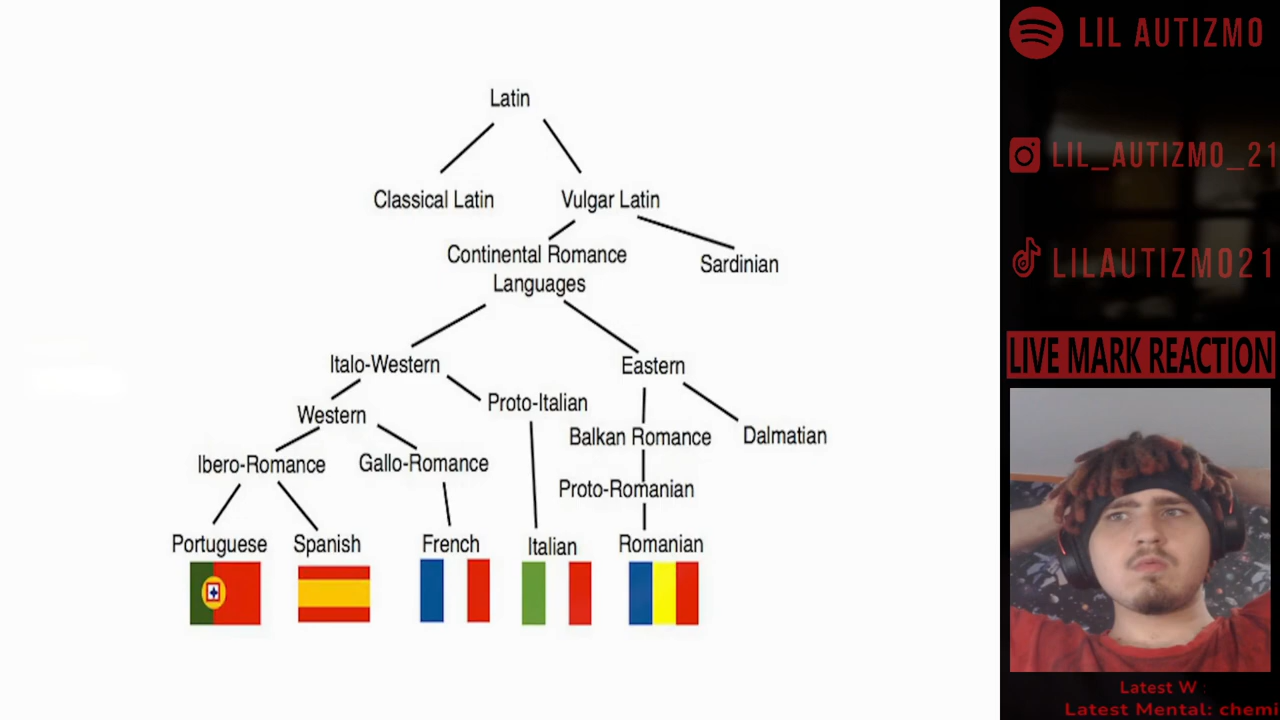 Latin
Classical Latin
Vulgar Latin
Continental Romance
Languages
Sardinian
Italo-Western
Eastern
Western
Proto-Italian
Balkan Romance
Dalmatian
Ibero-Romance
Gallo-Romance
Proto-Romanian
Portuguese
Spanish
French
Italian
Romanian
LIL AUTIZMO
LIL_AUTIZMO_21
LILAUTIZMO21
LIVE MARK REACTION
Latest W :
Latest Mental: chemi